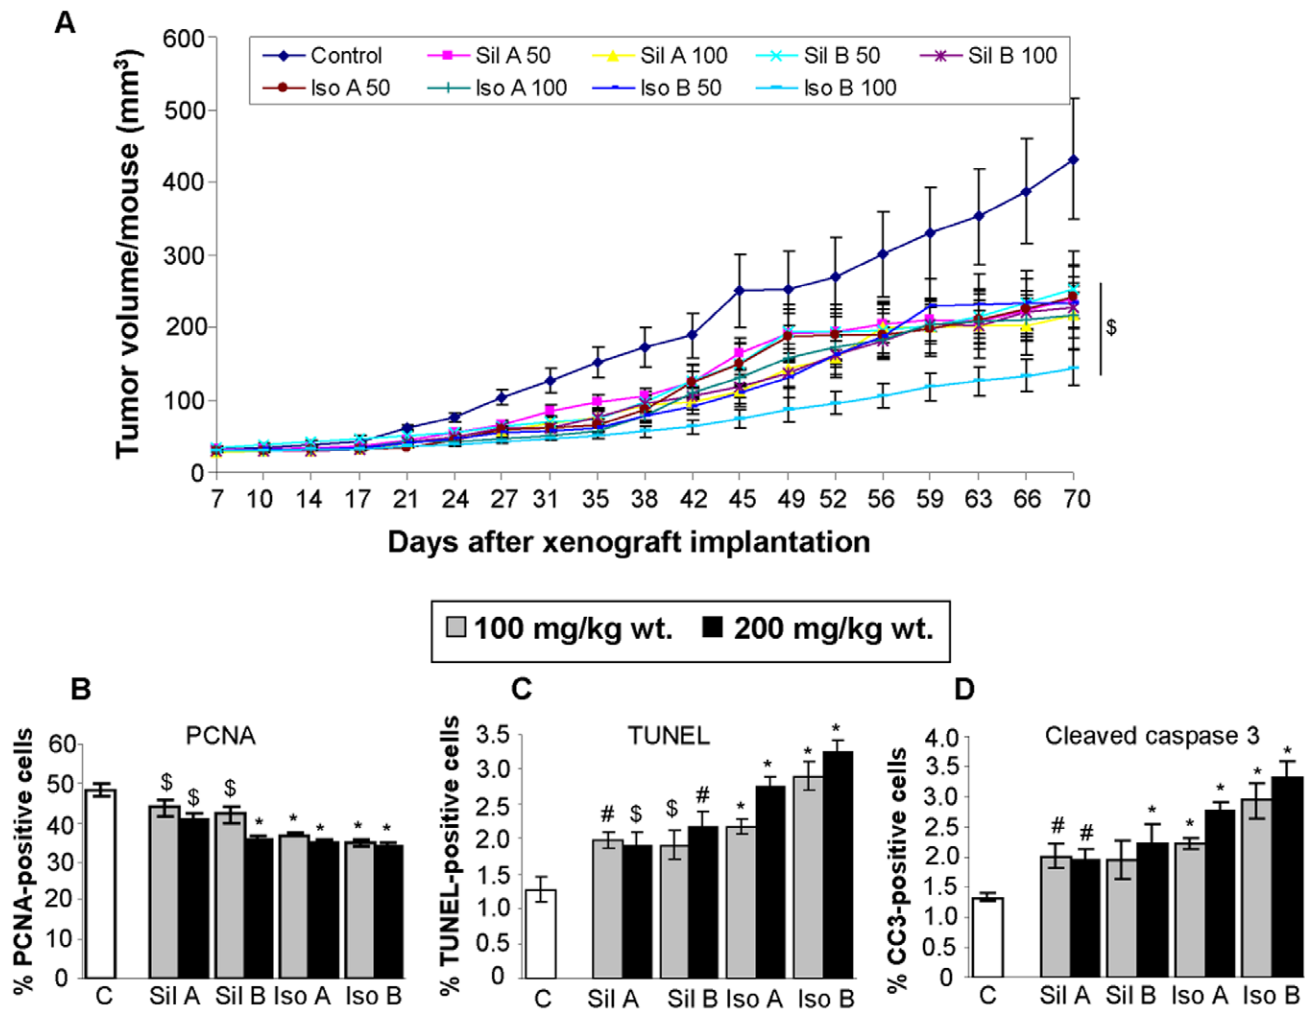 A
Tumor volume/mouse (mm³)
600
500
400
300
200
100
0
Control Sil A 50 Sil A 100 Sil B 50 Sil B 100
Iso A 50 Iso A 100 Iso B 50 Iso B 100
$
7 10 14 17 21 24 27 31 35 38 42 45 49 52 56 59 63 66 70
Days after xenograft implantation
100 mg/kg wt. 200 mg/kg wt.
B
PCNA
% PCNA-positive cells
60
50
40
30
20
10
0
$ $ $ * * * * *
C Sil A Sil B Iso A Iso B
C
TUNEL
% TUNEL-positive cells
3.5
3.0
2.5
2.0
1.5
1.0
0.5
0
# $ $ # * * * *
C Sil A Sil B Iso A Iso B
D
Cleaved caspase 3
% CC3-positive cells
4.0
3.5
3.0
2.5
2.0
1.5
1.0
0.5
0
# # * * * * *
C Sil A Sil B Iso A Iso B